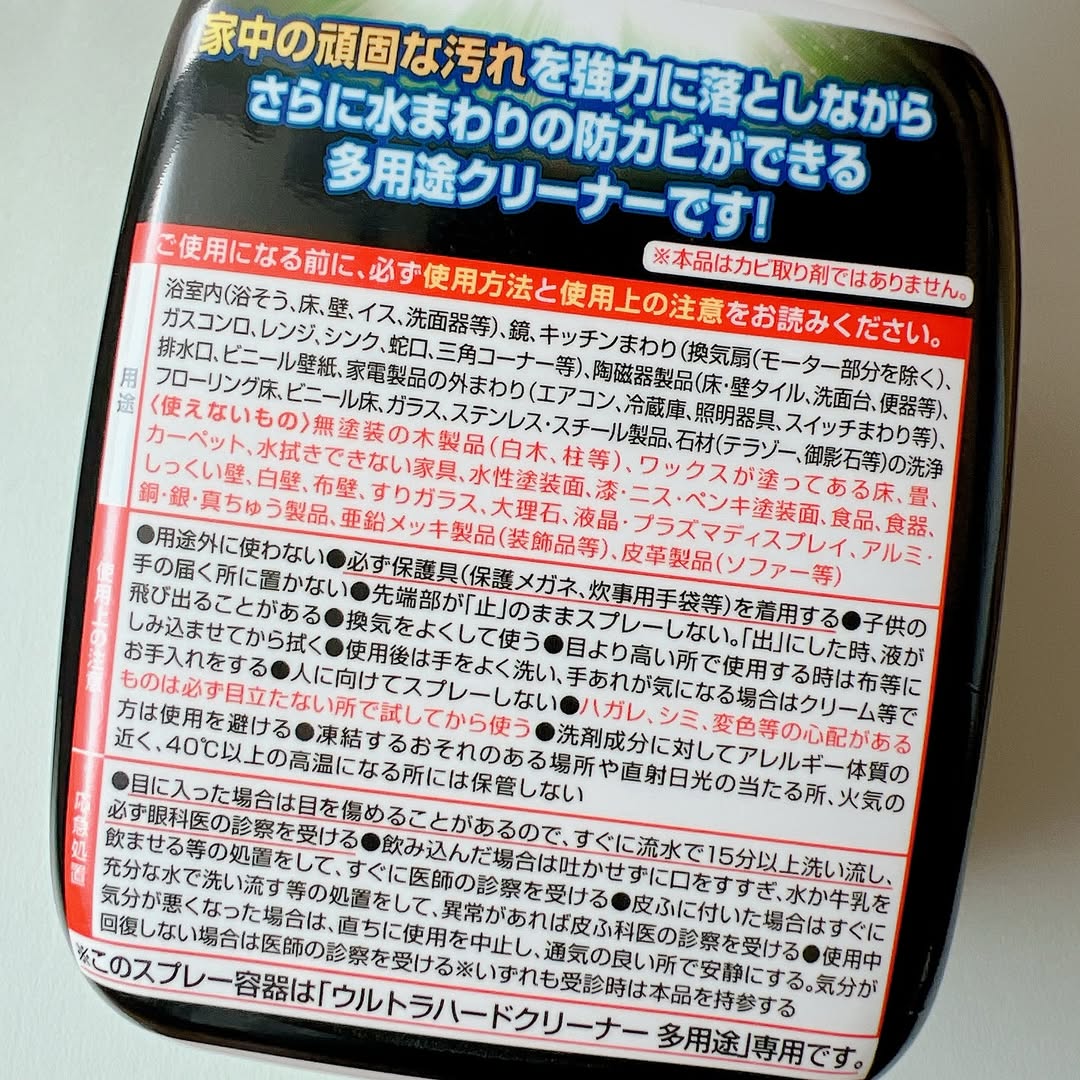 家中の頑固な汚れを強力に落としながら
さらに水まわりの防カビができる
多用途クリーナーです!
※本品はカビ取り剤ではありません。
ご使用になる前に、必ず使用方法と使用上の注意をお読みください。
用途
浴室内(浴そう、床、壁、イス、洗面器等)、鏡、キッチンまわり(換気扇(モーター部分を除く)、
ガスコンロ、レンジ、シンク、蛇口、三角コーナー等)、陶磁器製品(床・壁タイル、洗面台、便器等)、
排水口、ビニール壁紙、家電製品の外まわり(エアコン、冷蔵庫、照明器具、スイッチまわり等)、
フローリング床、ビニール床、ガラス、ステンレス・スチール製品、石材(テラゾー、御影石等)の洗浄
〈使えないもの〉無塗装の木製品(白木、柱等)、ワックスが塗ってある床、畳、
カーペット、水拭きできない家具、水性塗装面、漆・ニス・ペンキ塗装面、食品、食器、
しっくい壁、白壁、布壁、すりガラス、大理石、液晶・プラズマディスプレイ、アルミ・
銅・銀・真ちゅう製品、亜鉛メッキ製品(装飾品等)、皮革製品(ソファー等)
使用上の注意
●用途外に使わない●必ず保護具(保護メガネ、炊事用手袋等)を着用する●子供の
手の届く所に置かない●先端部が「止」のままスプレーしない。「出」にした時、液が
飛び出ることがある●換気をよくして使う●目より高い所で使用する時は布等に
しみ込ませてから拭く●使用後は手をよく洗い、手あれが気になる場合はクリーム等で
お手入れをする●人に向けてスプレーしない●ハガレ、シミ、変色等の心配がある
ものは必ず目立たない所で試してから使う●洗剤成分に対してアレルギー体質の
方は使用を避ける●凍結するおそれのある場所や直射日光の当たる所、火気の
近く、40℃以上の高温になる所には保管しない
応急処置
●目に入った場合は目を傷めることがあるので、すぐに流水で15分以上洗い流し、
必ず眼科医の診察を受ける●飲み込んだ場合は吐かせずに口をすすぎ、水か牛乳を
飲ませる等の処置をして、すぐに医師の診察を受ける●皮ふに付いた場合はすぐに
充分な水で洗い流す等の処置をして、異常があれば皮ふ科医の診察を受ける●使用中
気分が悪くなった場合は、直ちに使用を中止し、通気の良い所で安静にする。気分が
回復しない場合は医師の診察を受ける※いずれも受診時は本品を持参する
※このスプレー容器は「ウルトラハードクリーナー 多用途」専用です。